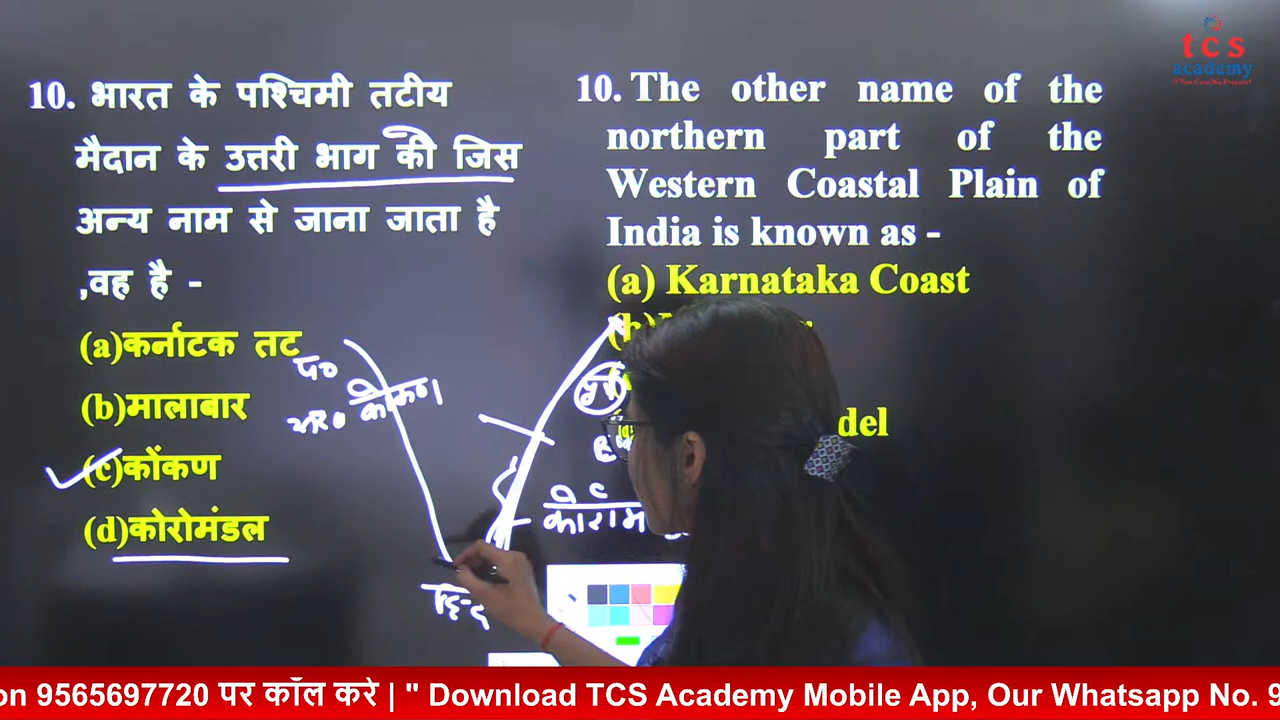 tcs
academy
10. भारत के पश्चिमी तटीय
मैदान के उत्तरी भाग की जिस
अन्य नाम से जाना जाता है
,वह है -
(a)कर्नाटक तट
(b)मालाबार
(c)कोंकण
(d)कोरोमंडल
10. The other name of the
northern part of the
Western Coastal Plain of
India is known as -
(a) Karnataka Coast
(b)
del
प०
कोंकण
हिन्द
on 9565697720 पर कॉल करे | " Download TCS Academy Mobile App, Our Whatsapp No. 9